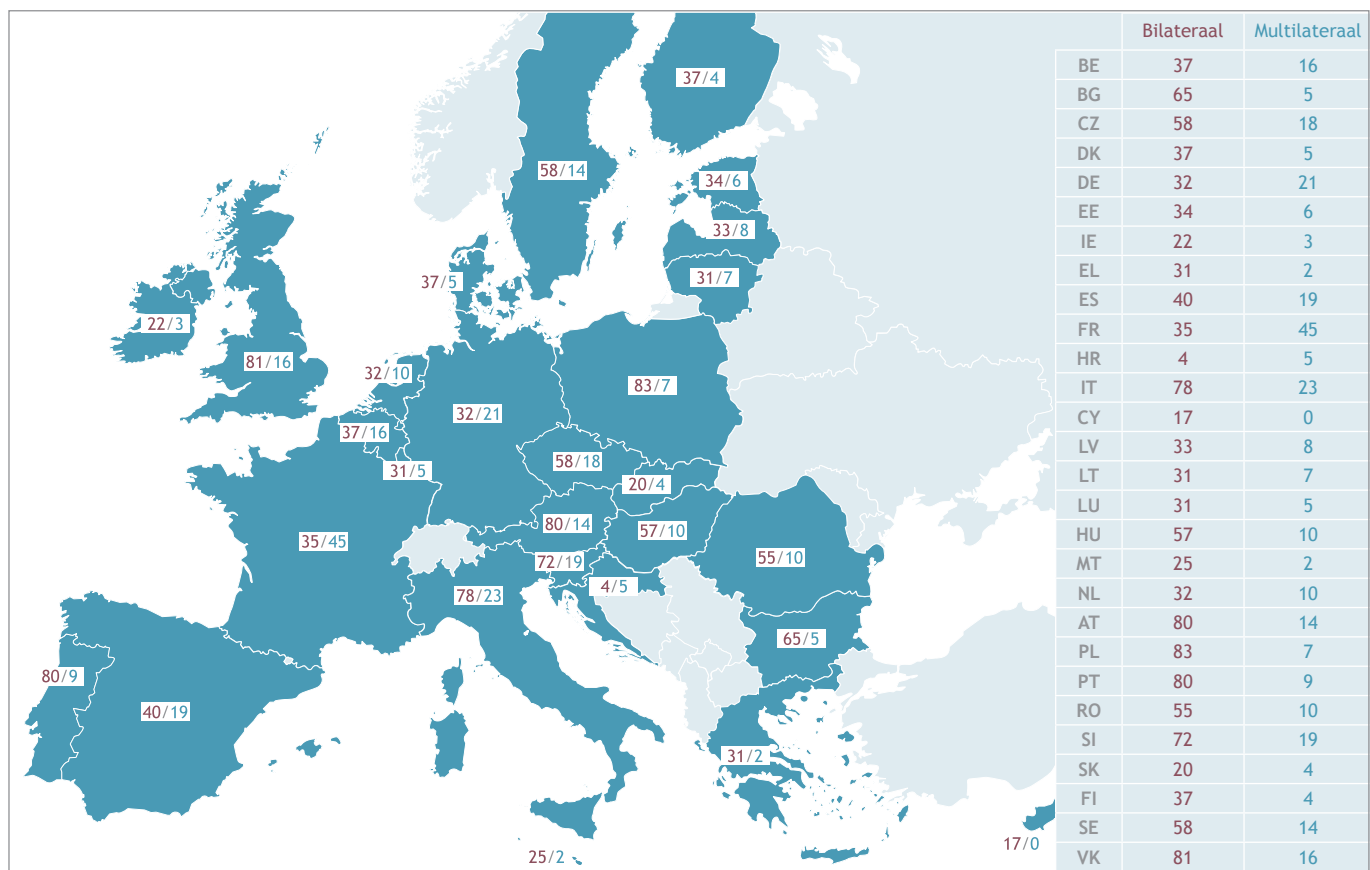 Bilateraal Multilateraal
BE 37 16
BG 65 5
CZ 58 18
DK 37 5
DE 32 21
EE 34 6
IE 22 3
EL 31 2
ES 40 19
FR 35 45
HR 4 5
IT 78 23
CY 17 0
LV 33 8
LT 31 7
LU 31 5
HU 57 10
MT 25 2
NL 32 10
AT 80 14
PL 83 7
PT 80 9
RO 55 10
SI 72 19
SK 20 4
FI 37 4
SE 58 14
VK 81 16
37/4
58/14
34/6
33/8
37/5
31/7
22/3
81/16
32/10
83/7
32/21
37/16
58/18
31/5
20/4
80/14
57/10
35/45
72/19
55/10
4/5
78/23
65/5
80/9
40/19
31/2
17/0
25/2